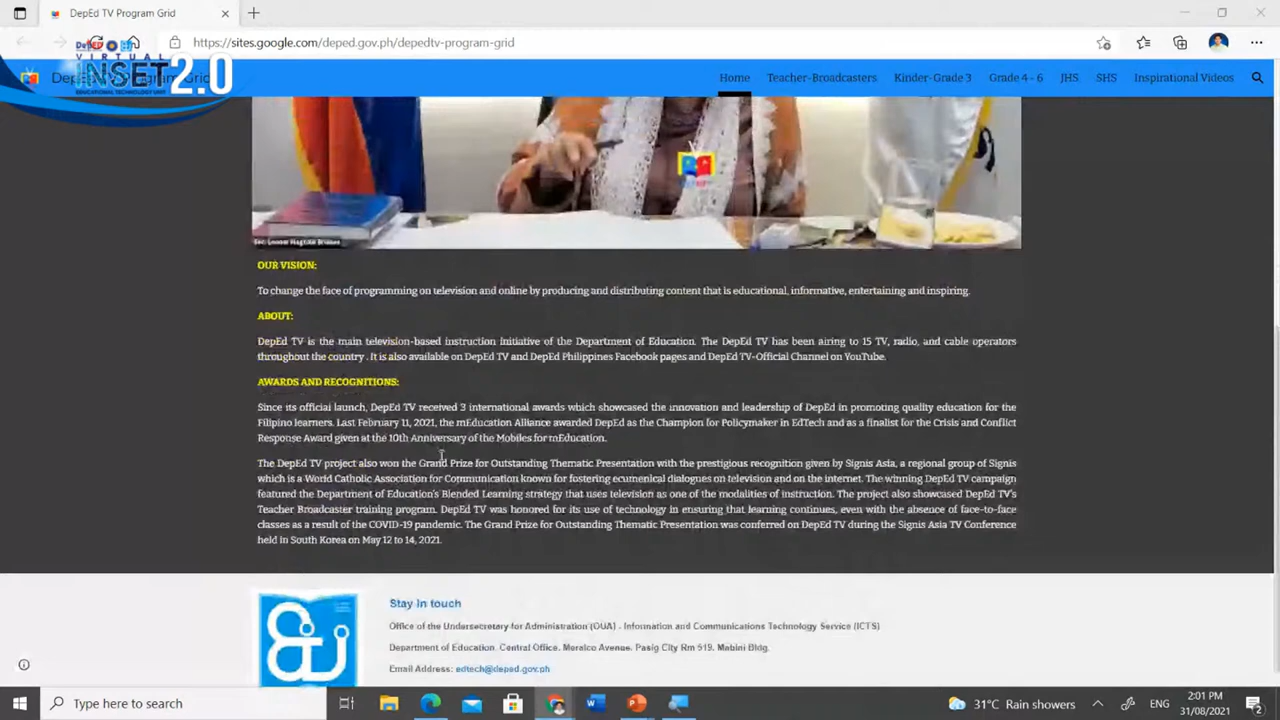 DepEd TV Program Grid
https://sites.google.com/deped.gov.ph/depedtv-program-grid
VIRTUAL
INSET 2.0
EDUCATIONAL TECHNOLOGY UNIT
DepEd TV Program Grid
Home Teacher-Broadcasters Kinder-Grade 3 Grade 4 - 6 JHS SHS Inspirational Videos
Sec. Leonor Magtolis Briones
OUR VISION:
To change the face of programming on television and online by producing and distributing content that is educational, informative, entertaining and inspiring.
ABOUT:
DepEd TV is the main television-based instruction initiative of the Department of Education. The DepEd TV has been airing to 15 TV, radio, and cable operators
throughout the country . It is also available on DepEd TV and DepEd Philippines Facebook pages and DepEd TV-Official Channel on YouTube.
AWARDS AND RECOGNITIONS:
Since its official launch, DepEd TV received 3 international awards which showcased the innovation and leadership of DepEd in promoting quality education for the
Filipino learners. Last February 11, 2021, the mEducation Alliance awarded DepEd as the Champion for Policymaker in EdTech and as a finalist for the Crisis and Conflict
Response Award given at the 10th Anniversary of the Mobiles for mEducation.
The DepEd TV project also won the Grand Prize for Outstanding Thematic Presentation with the prestigious recognition given by Signis Asia, a regional group of Signis
which is a World Catholic Association for Communication known for fostering ecumenical dialogues on television and on the internet. The winning DepEd TV campaign
featured the Department of Education's Blended Learning strategy that uses television as one of the modalities of instruction. The project also showcased DepEd TV's
Teacher Broadcaster training program. DepEd TV was honored for its use of technology in ensuring that learning continues, even with the absence of face-to-face
classes as a result of the COVID-19 pandemic. The Grand Prize for Outstanding Thematic Presentation was conferred on DepEd TV during the Signis Asia TV Conference
held in South Korea on May 12 to 14, 2021.
Stay in touch
Office of the Undersecretary for Administration (OUA) - Information and Communications Technology Service (ICTS)
Department of Education, Central Office, Meralco Avenue, Pasig City Rm 519, Mabini Bldg.
Email Address: edtech@deped.gov.ph
Type here to search
31°C Rain showers
ENG
2:01 PM
31/08/2021
2